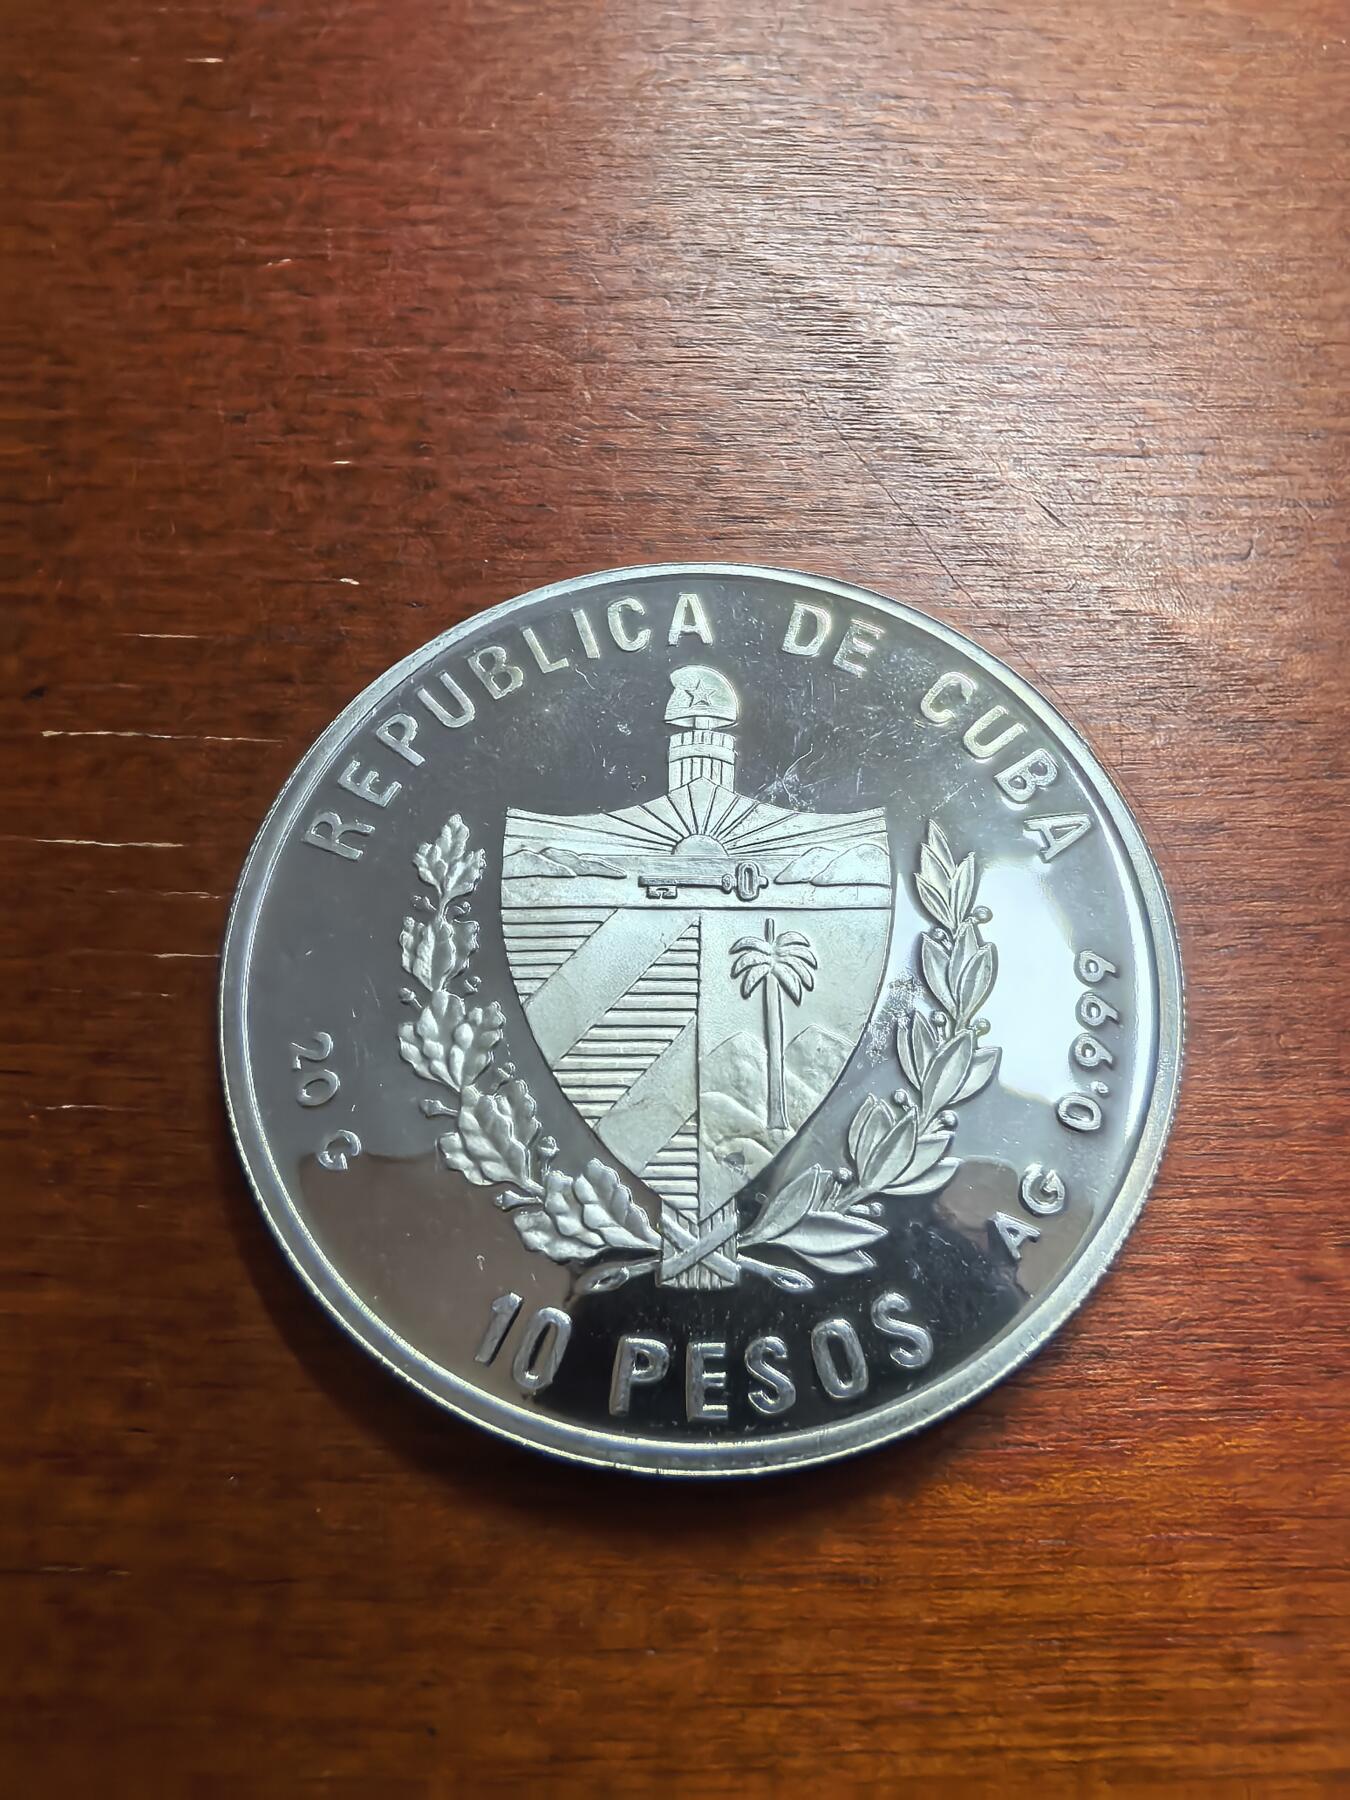 REPUBLICA DE CUBA
20 G
0.999 AG
10 PESOS